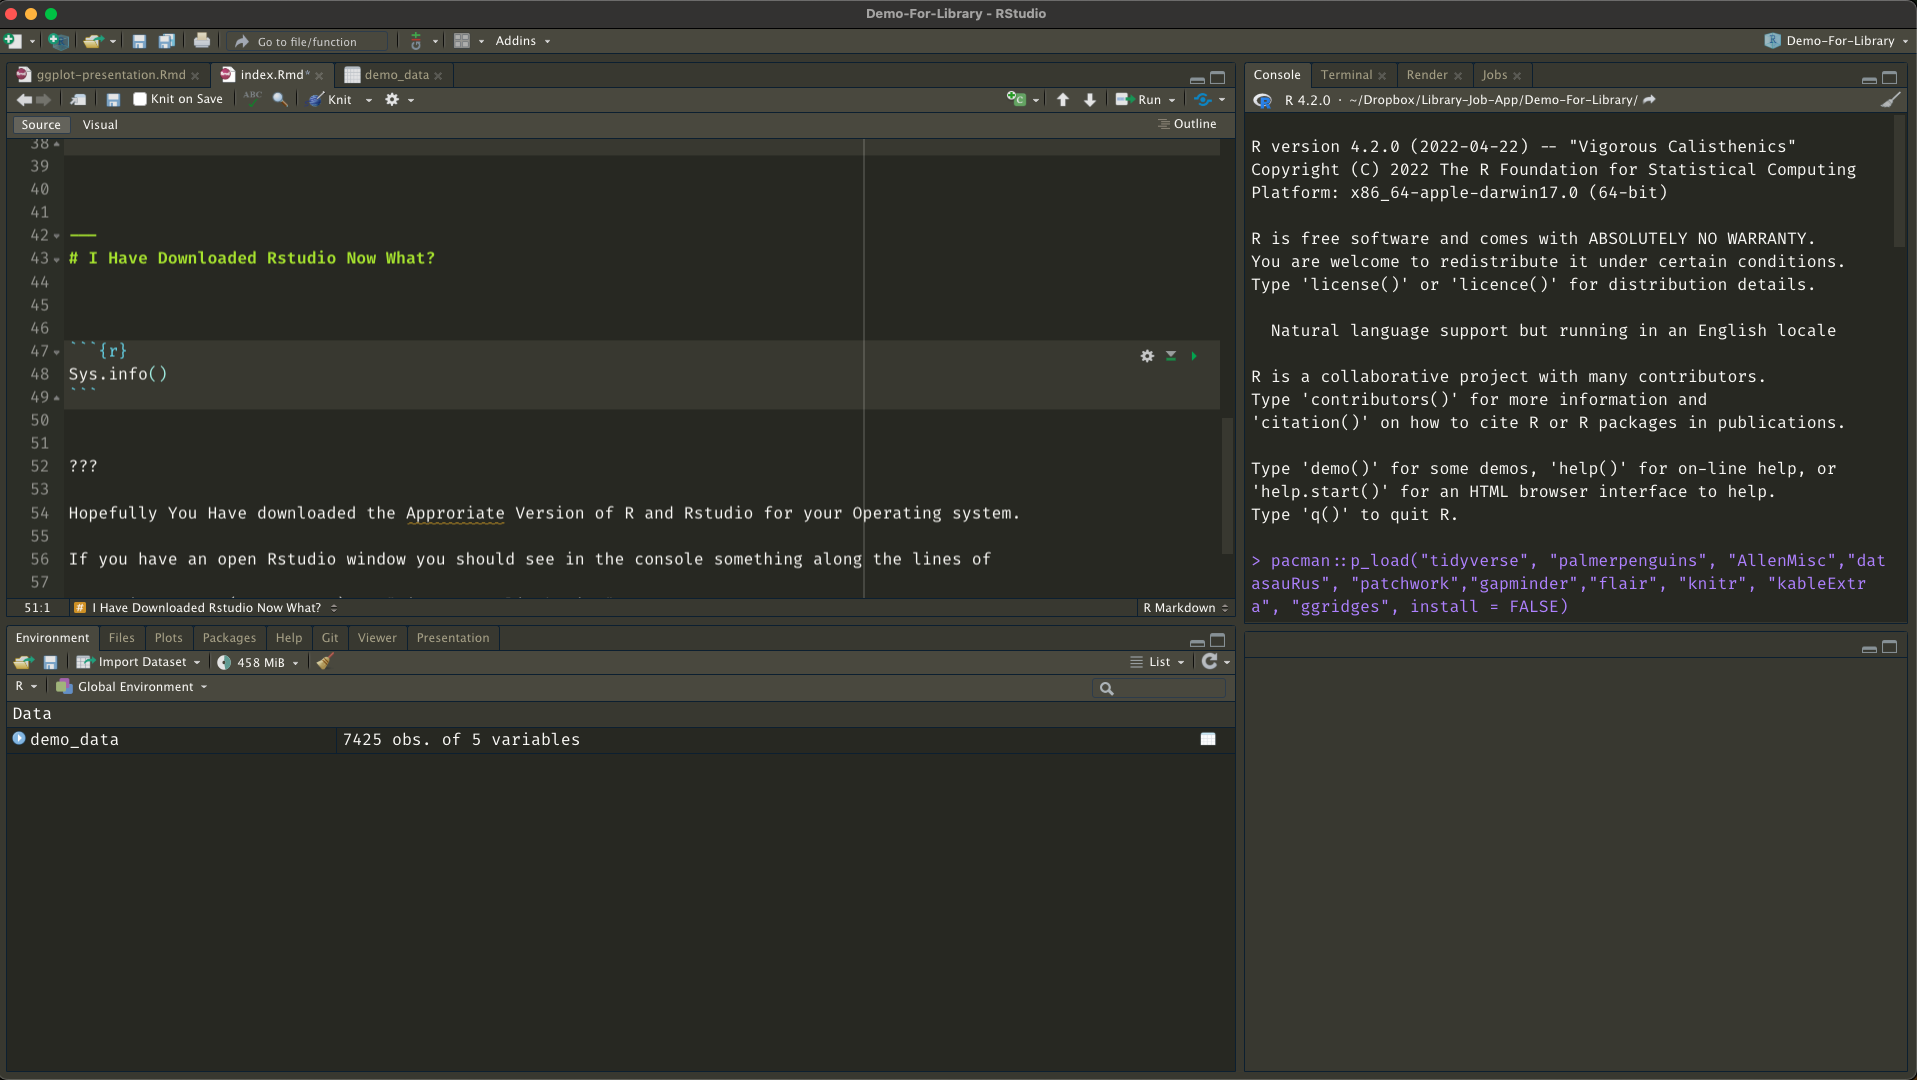 Demo-For-Library - RStudio
Go to file/function
Addins
Demo-For-Library
ggplot-presentation.Rmd
index.Rmd*
demo_data
Knit on Save
ABC
Knit
Run
Source
Visual
Outline
38
39
40
41
42 ---
43 # I Have Downloaded Rstudio Now What?
44
45
46
47 ```{r}
48 Sys.info()
49 ```
50
51
52 ???
53
54 Hopefully You Have downloaded the Approriate Version of R and Rstudio for your Operating system.
55
56 If you have an open Rstudio window you should see in the console something along the lines of
57
51:1
# I Have Downloaded Rstudio Now What?
R Markdown
Environment
Files
Plots
Packages
Help
Git
Viewer
Presentation
Import Dataset
458 MiB
List
R
Global Environment
Data
demo_data
7425 obs. of 5 variables
Console
Terminal
Render
Jobs
R 4.2.0 · ~/Dropbox/Library-Job-App/Demo-For-Library/
R version 4.2.0 (2022-04-22) -- "Vigorous Calisthenics"
Copyright (C) 2022 The R Foundation for Statistical Computing
Platform: x86_64-apple-darwin17.0 (64-bit)
R is free software and comes with ABSOLUTELY NO WARRANTY.
You are welcome to redistribute it under certain conditions.
Type 'license()' or 'licence()' for distribution details.
Natural language support but running in an English locale
R is a collaborative project with many contributors.
Type 'contributors()' for more information and
'citation()' on how to cite R or R packages in publications.
Type 'demo()' for some demos, 'help()' for on-line help, or
'help.start()' for an HTML browser interface to help.
Type 'q()' to quit R.
> pacman::p_load("tidyverse", "palmerpenguins", "AllenMisc","dat
asauRus", "patchwork","gapminder","flair", "knitr", "kableExtr
a", "ggridges", install = FALSE)